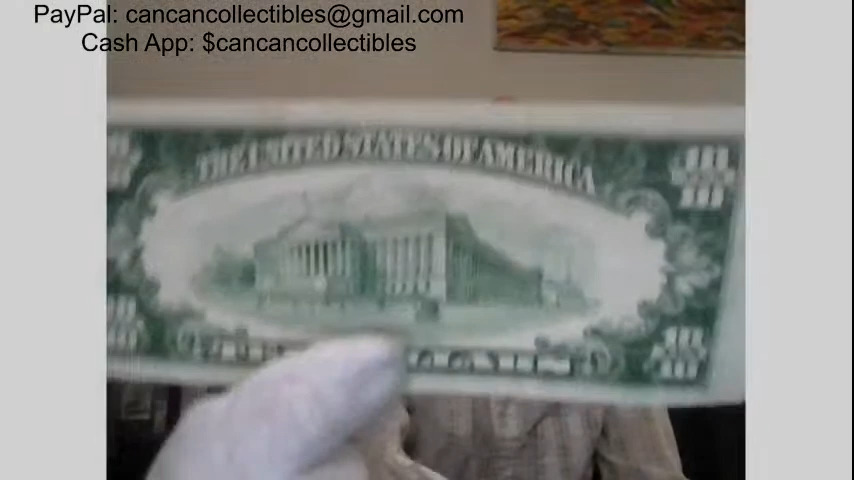 PayPal: cancancollectibles@gmail.com
Cash App: $cancancollectibles
THE UNITED STATES OF AMERICA